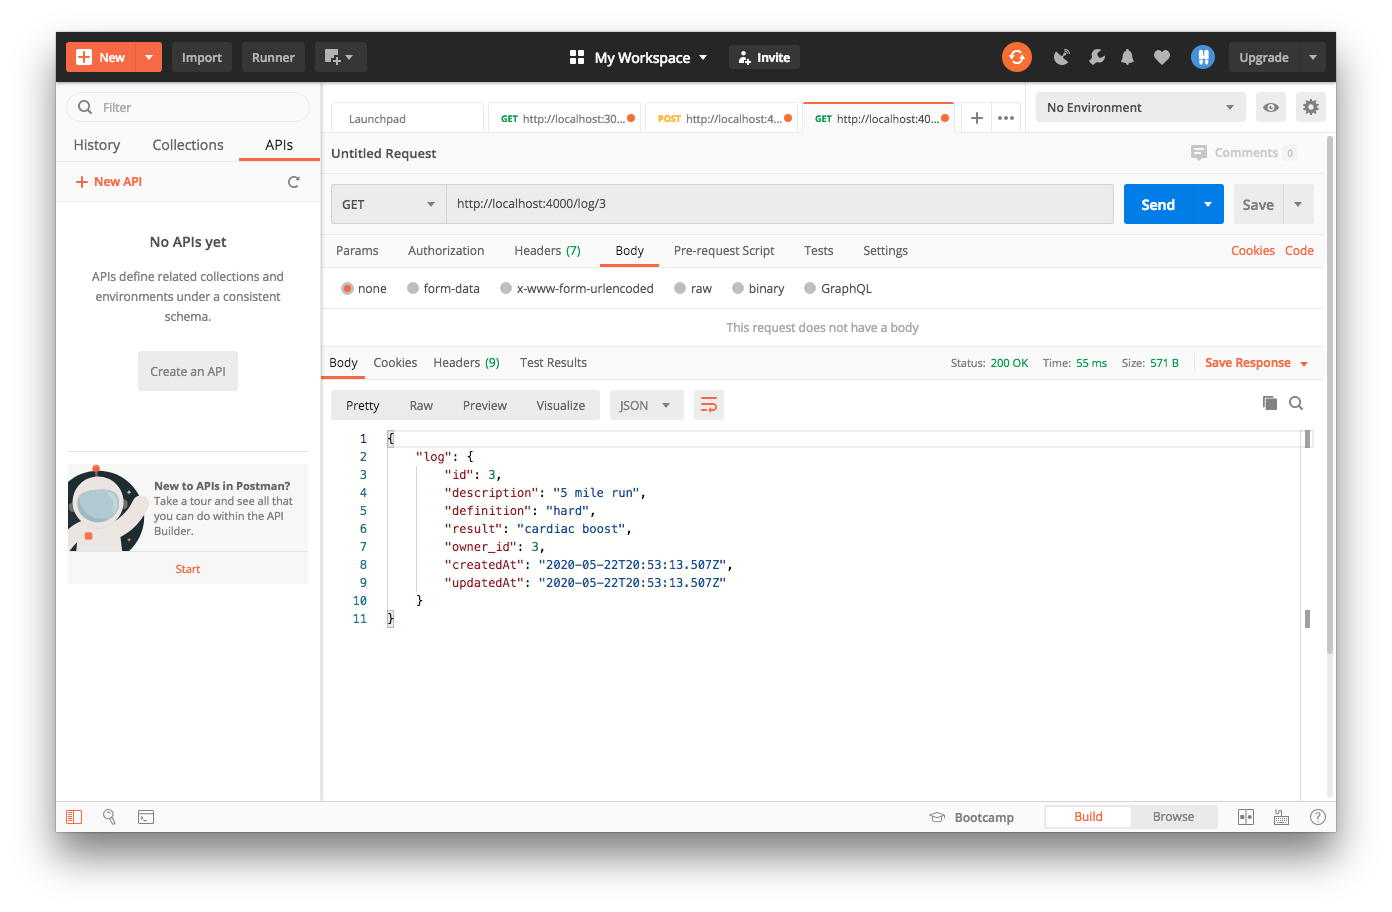 New
Import
Runner
My Workspace
Invite
Upgrade
Filter
History Collections APIs
New API
No APIs yet
APIs define related collections and
environments under a consistent
schema.
Create an API
New to APIs in Postman?
Take a tour and see all that
you can do within the API
Builder.
Start
Launchpad
GET http://localhost:30...
POST http://localhost:4...
GET http://localhost:40...
No Environment
Untitled Request
Comments 0
GET http://localhost:4000/log/3
Send
Save
Params Authorization Headers (7) Body Pre-request Script Tests Settings
Cookies Code
none form-data x-www-form-urlencoded raw binary GraphQL
This request does not have a body
Body Cookies Headers (9) Test Results
Status: 200 OK Time: 55 ms Size: 571 B
Save Response
Pretty Raw Preview Visualize JSON
1 {
2 "log": {
3 "id": 3,
4 "description": "5 mile run",
5 "definition": "hard",
6 "result": "cardiac boost",
7 "owner_id": 3,
8 "createdAt": "2020-05-22T20:53:13.507Z",
9 "updatedAt": "2020-05-22T20:53:13.507Z"
10 }
11 }
Bootcamp
Build Browse